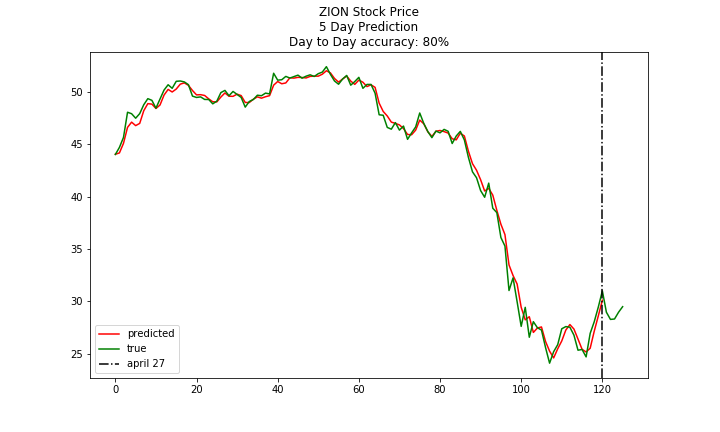 ZION Stock Price
5 Day Prediction
Day to Day accuracy: 80%
50
45
40
35
30
25
predicted
true
april 27
0 20 40 60 80 100 120